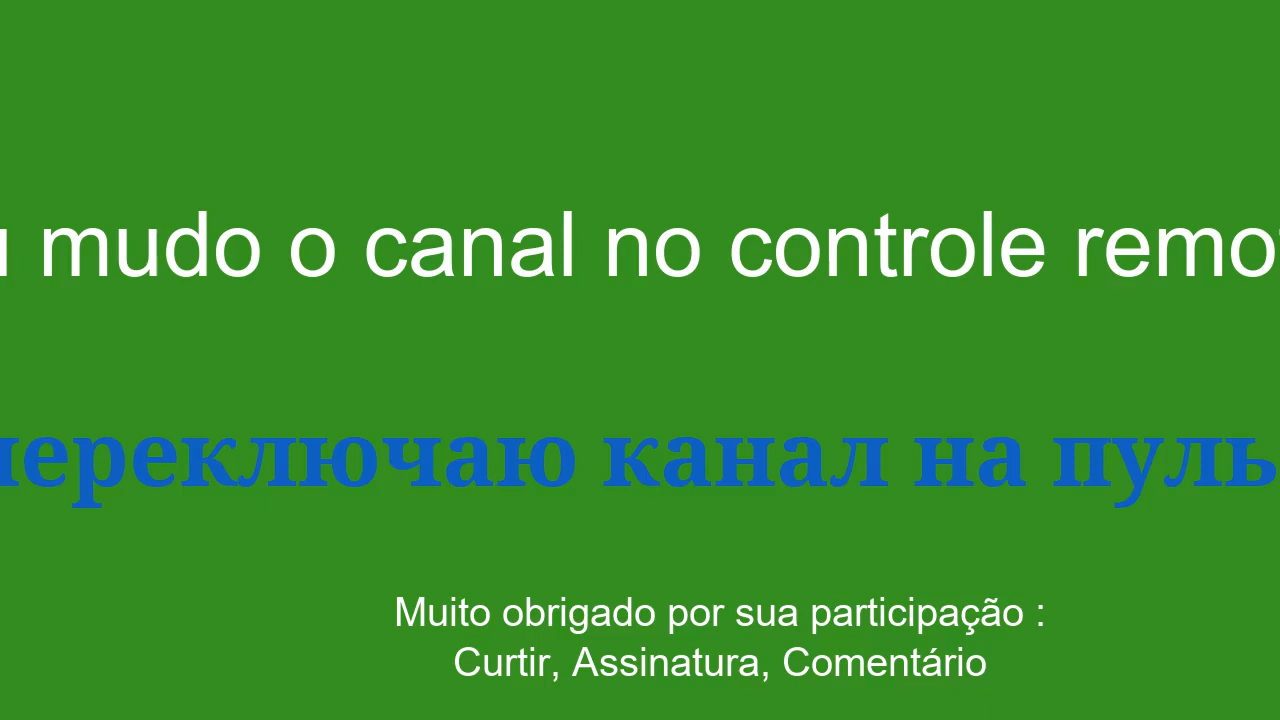 mudo o canal no controle
канал на
Muito obrigado por sua participação :
Curtir, Assinatura, Comentário